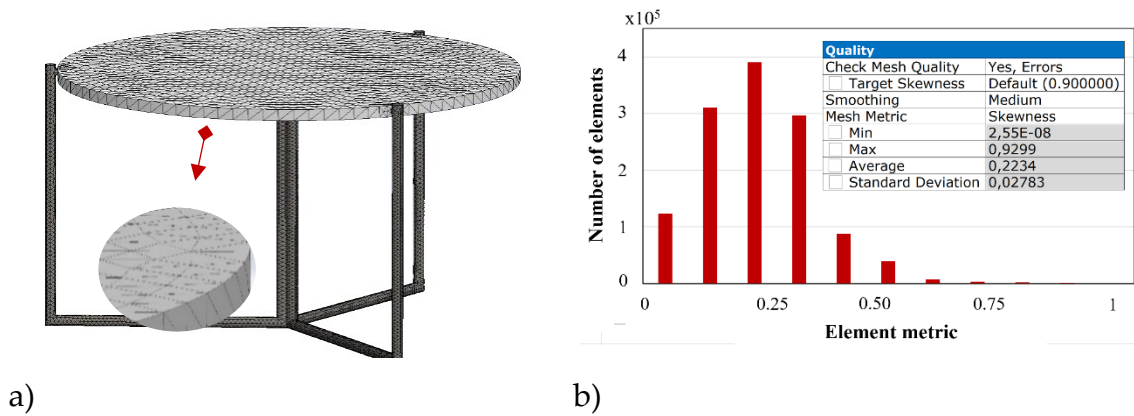 x10⁵
4
3
2
1
0
Number of elements
Quality
Check Mesh Quality Yes, Errors
Target Skewness Default (0.900000)
Smoothing Medium
Mesh Metric Skewness
Min 2,55E-08
Max 0,9299
Average 0,2234
Standard Deviation 0,02783
0 0.25 0.50 0.75 1
Element metric
a) b)